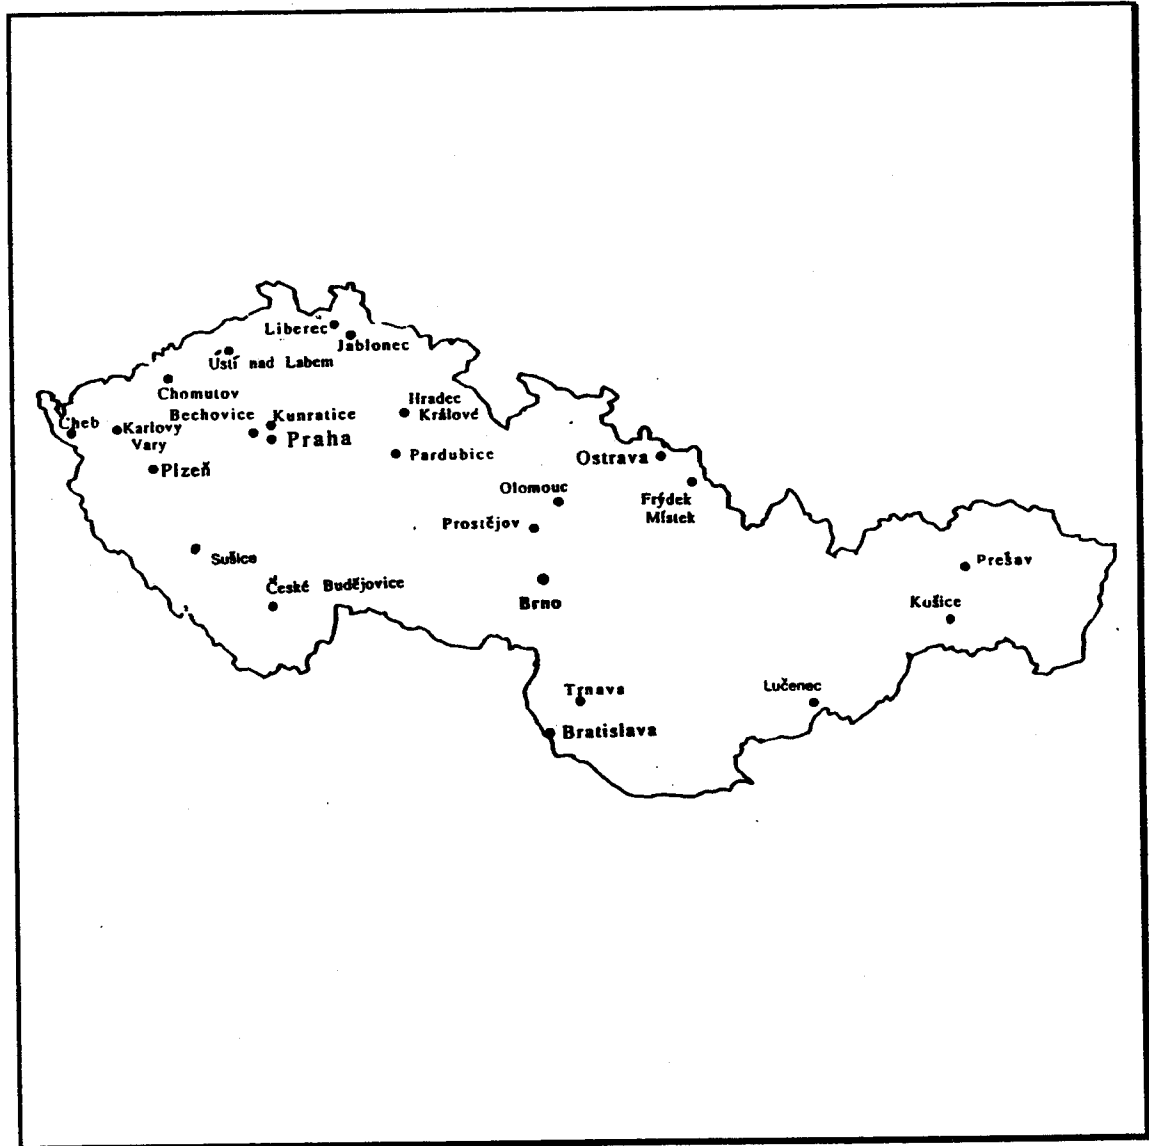 Liberec
Jablonec
Ústí nad Labem
Chomutov
Hradec
Králové
Bechovice
Kunratice
Cheb
Karlovy
Vary
Praha
Pardubice
Plzeň
Ostrava
Olomouc
Frýdek
Místek
Prostějov
Sušice
České Budějovice
Brno
Prešav
Kušice
Trnava
Lučenec
Bratislava